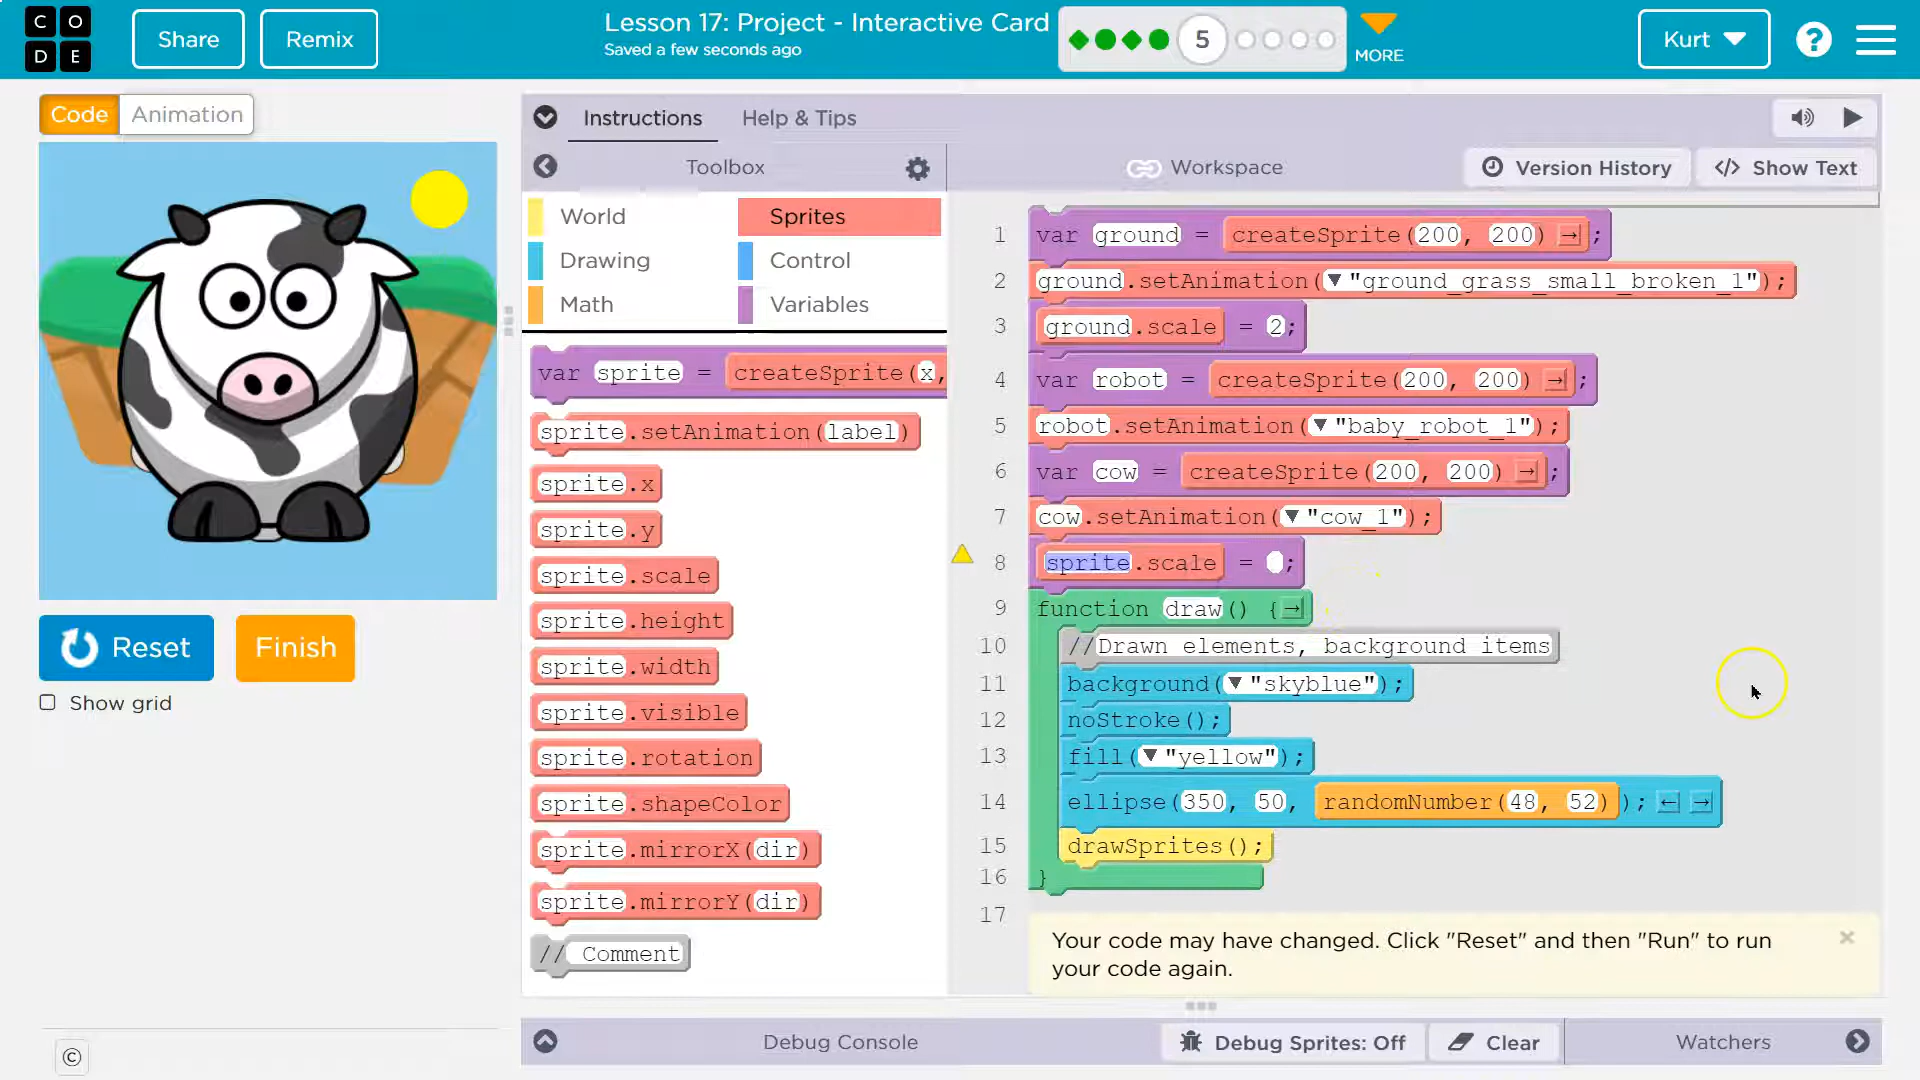 CODE
Share
Remix
Lesson 17: Project - Interactive Card
Saved a few seconds ago
5
MORE
Kurt
?
Code
Animation
Instructions
Help & Tips
Toolbox
Workspace
Version History
</> Show Text
World
Sprites
Drawing
Control
Math
Variables
var sprite = createSprite(x,
sprite.setAnimation(label)
sprite.x
sprite.y
sprite.scale
sprite.height
sprite.width
sprite.visible
sprite.rotation
sprite.shapeColor
sprite.mirrorX(dir)
sprite.mirrorY(dir)
// Comment
1 var ground = createSprite(200, 200) ;
2 ground.setAnimation("ground_grass_small_broken_1");
3 ground.scale = 2;
4 var robot = createSprite(200, 200) ;
5 robot.setAnimation("baby_robot_1");
6 var cow = createSprite(200, 200) ;
7 cow.setAnimation("cow_1");
8 sprite.scale = ;
9 function draw() {
10 //Drawn elements, background items
11 background("skyblue");
12 noStroke();
13 fill("yellow");
14 ellipse(350, 50, randomNumber(48, 52));
15 drawSprites();
16 }
17
Reset
Finish
Show grid
Your code may have changed. Click "Reset" and then "Run" to run
your code again.
×
©
Debug Console
Debug Sprites: Off
Clear
Watchers